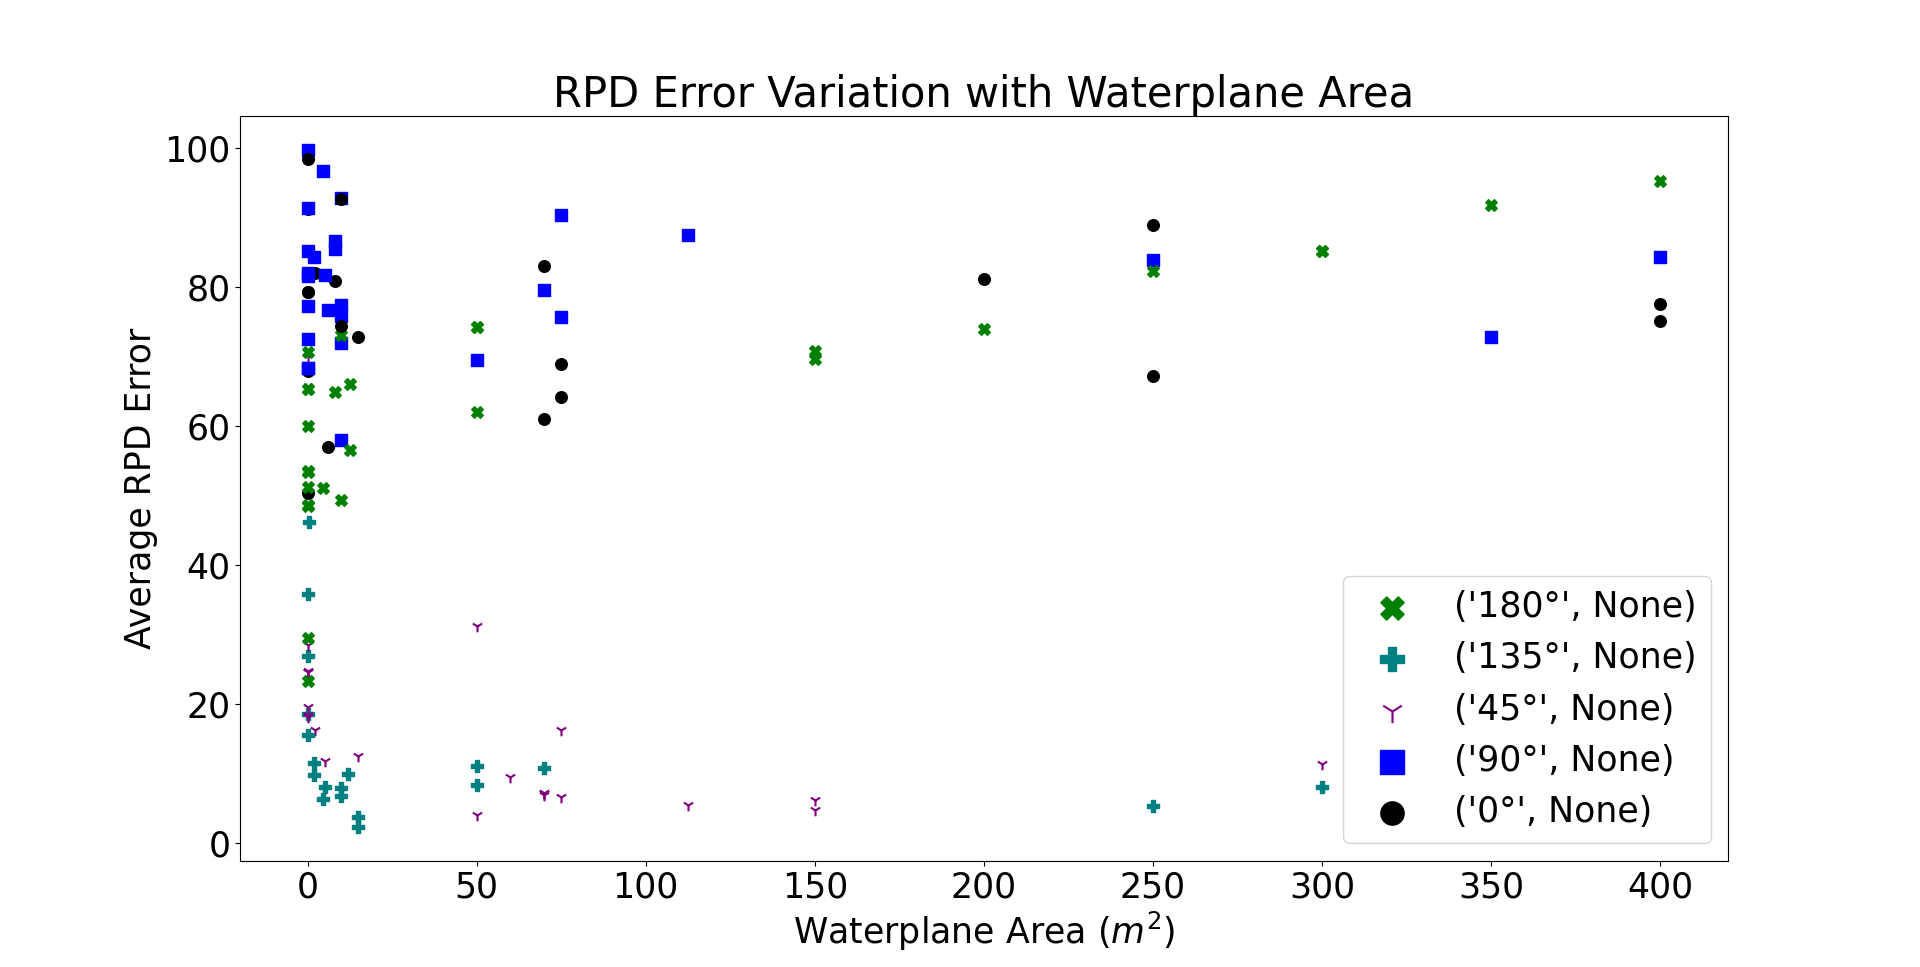 RPD Error Variation with Waterplane Area
100
80
60
40
20
0
Average RPD Error
('180°', None)
('135°', None)
('45°', None)
('90°', None)
('0°', None)
0 50 100 150 200 250 300 350 400
Waterplane Area (m²)